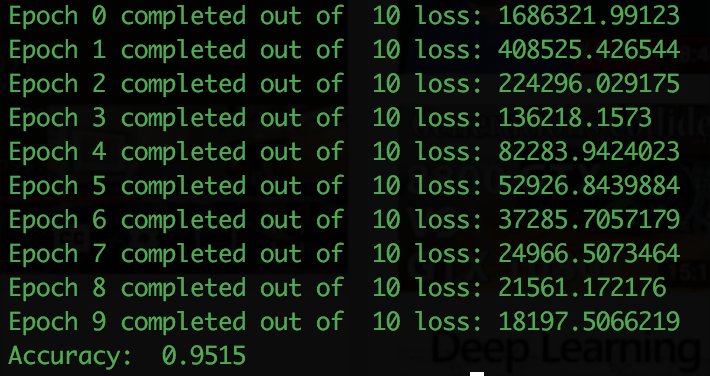 Epoch 0 completed out of  10 loss: 1686321.99123
Epoch 1 completed out of  10 loss: 408525.426544
Epoch 2 completed out of  10 loss: 224296.029175
Epoch 3 completed out of  10 loss: 136218.1573
Epoch 4 completed out of  10 loss: 82283.9424023
Epoch 5 completed out of  10 loss: 52926.8439884
Epoch 6 completed out of  10 loss: 37285.7057179
Epoch 7 completed out of  10 loss: 24966.5073464
Epoch 8 completed out of  10 loss: 21561.172176
Epoch 9 completed out of  10 loss: 18197.5066219
Accuracy:  0.9515
Deep Learning